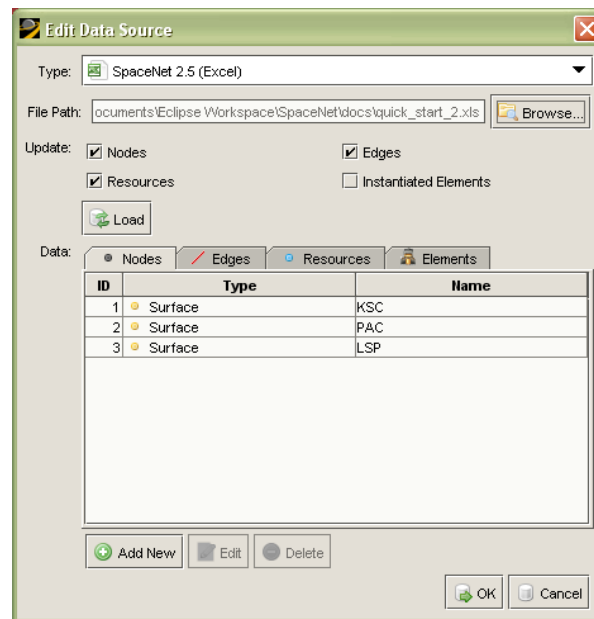 Edit Data Source
Type: SpaceNet 2.5 (Excel)
File Path: ocuments\Eclipse Workspace\SpaceNet\docs\quick_start_2.xls Browse...
Update: Nodes Edges
Resources Instantiated Elements
Load
Data: Nodes Edges Resources Elements
ID Type Name
1 Surface KSC
2 Surface PAC
3 Surface LSP
Add New Edit Delete
OK Cancel